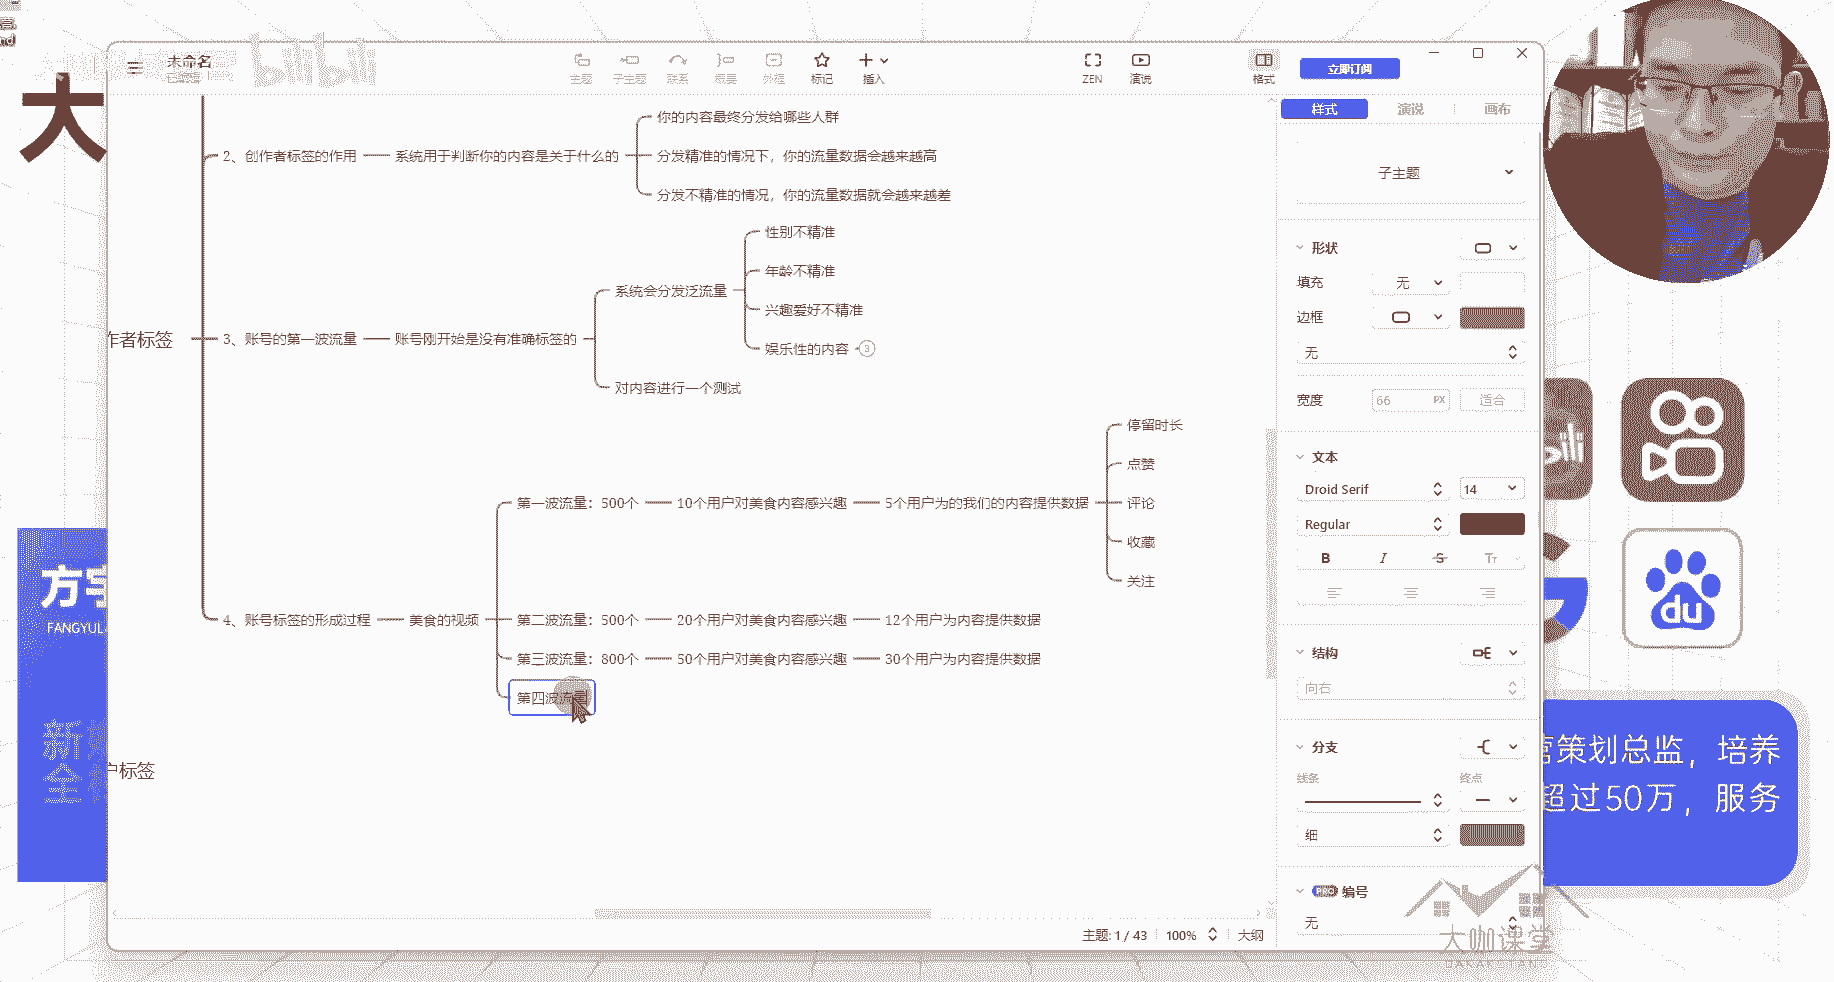 未命名
已编辑
bilibili
主题
子主题
联系
概要
外框
标记
插入
ZEN
演说
格式
立即订阅
样式
演说
画布
大
你的内容最终分发给哪些人群
2、创作者标签的作用
系统用于判断你的内容是关于什么的
分发精准的情况下，你的流量数据会越来越高
分发不精准的情况，你的流量数据就会越来越差
性别不精准
年龄不精准
系统会分发泛流量
兴趣爱好不精准
作者标签
3、账号的第一波流量
账号刚开始是没有准确标签的
娱乐性的内容
3
对内容进行一个测试
停留时长
点赞
第一波流量：500个
10个用户对美食内容感兴趣
5个用户为的我们的内容提供数据
评论
收藏
关注
4、账号标签的形成过程
美食的视频
第二波流量：500个
20个用户对美食内容感兴趣
12个用户为内容提供数据
第三波流量：800个
50个用户对美食内容感兴趣
30个用户为内容提供数据
第四波流量
户标签
子主题
形状
填充
无
边框
无
宽度
66
PX
适合
文本
Droid Serif
14
Regular
B
I
S
Tт
结构
向右
分支
线条
终点
细
PRO
编号
无
主题: 1 / 43
100%
大纲
方宇
FANGYUL
新
全
du
营策划总监，培养
超过50万，服务
大咖课堂